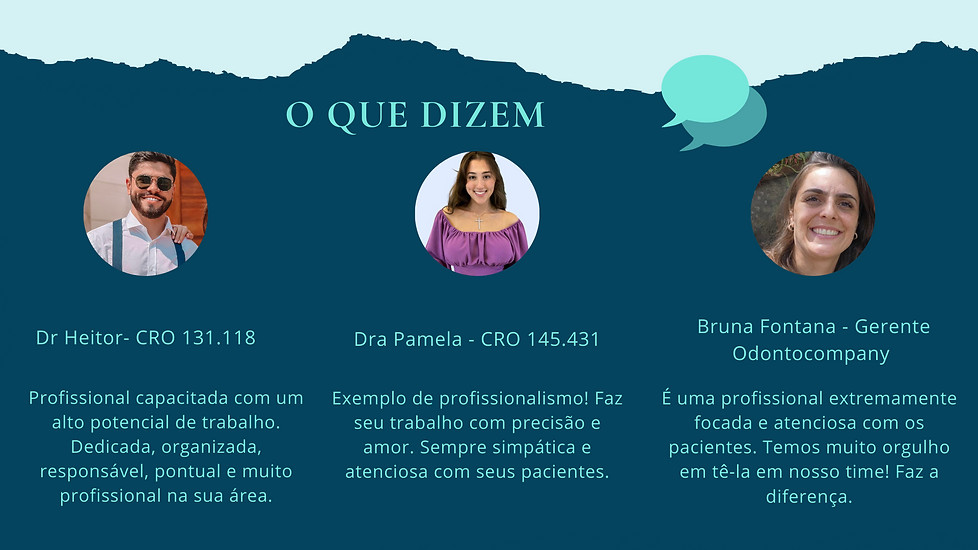 O QUE DIZEM
Dr Heitor- CRO 131.118
Profissional capacitada com um
alto potencial de trabalho.
Dedicada, organizada,
responsável, pontual e muito
profissional na sua área.
Dra Pamela - CRO 145.431
Exemplo de profissionalismo! Faz
seu trabalho com precisão e
amor. Sempre simpática e
atenciosa com seus pacientes.
Bruna Fontana - Gerente
Odontocompany
É uma profissional extremamente
focada e atenciosa com os
pacientes. Temos muito orgulho
em tê-la em nosso time! Faz a
diferença.